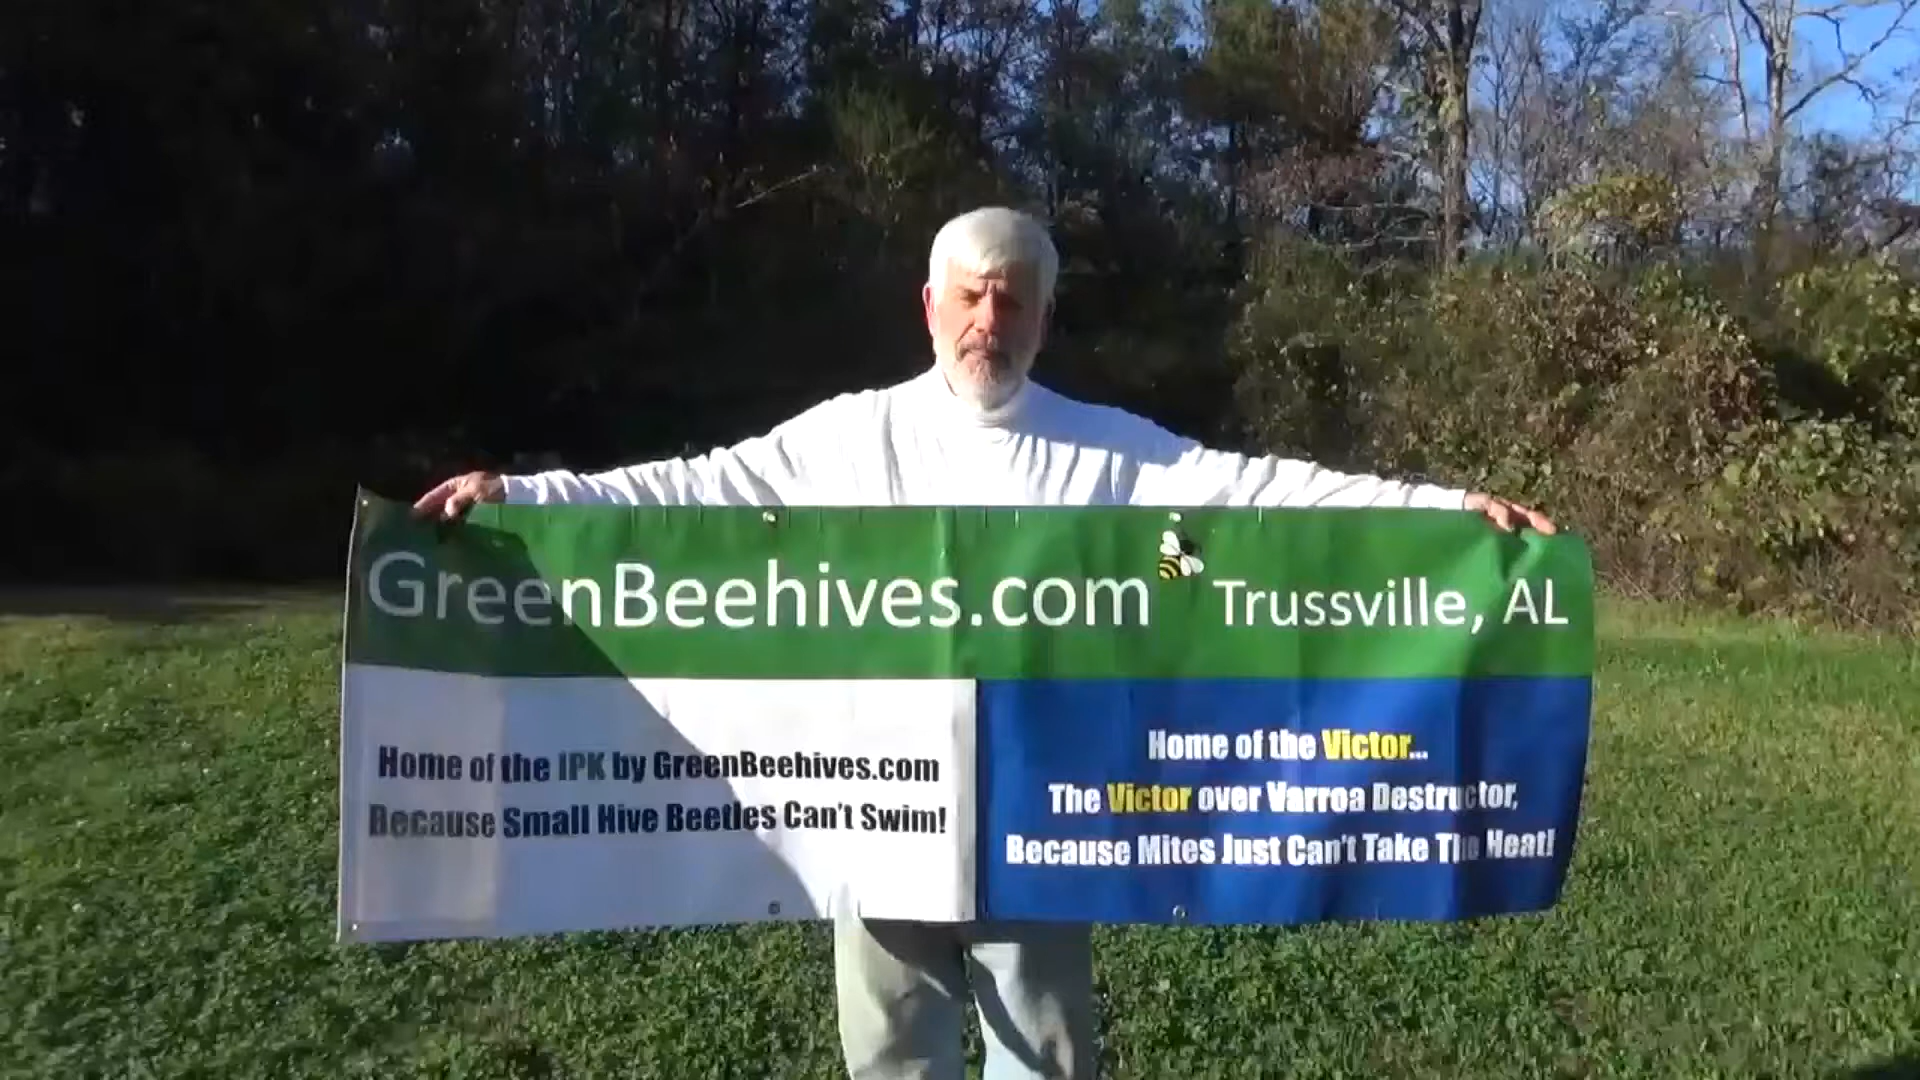 GreenBeehives.com Trussville, AL
Home of the IPK by GreenBeehives.com
Because Small Hive Beetles Can't Swim!
Home of the Victor...
The Victor over Varroa Destructor,
Because Mites Just Can't Take The Heat!